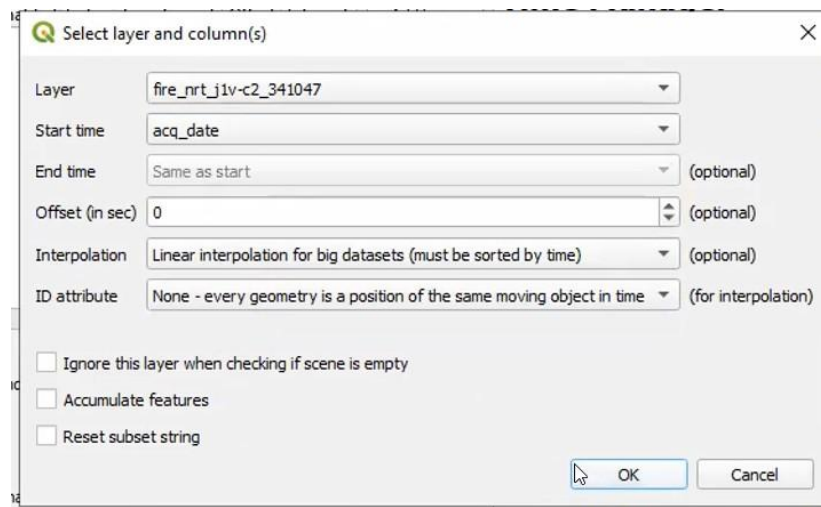 Select layer and column(s)
Layer fire_nrt_j1v-c2_341047
Start time acq_date
End time Same as start (optional)
Offset (in sec) 0 (optional)
Interpolation Linear interpolation for big datasets (must be sorted by time) (optional)
ID attribute None - every geometry is a position of the same moving object in time (for interpolation)
Ignore this layer when checking if scene is empty
Accumulate features
Reset subset string
OK Cancel